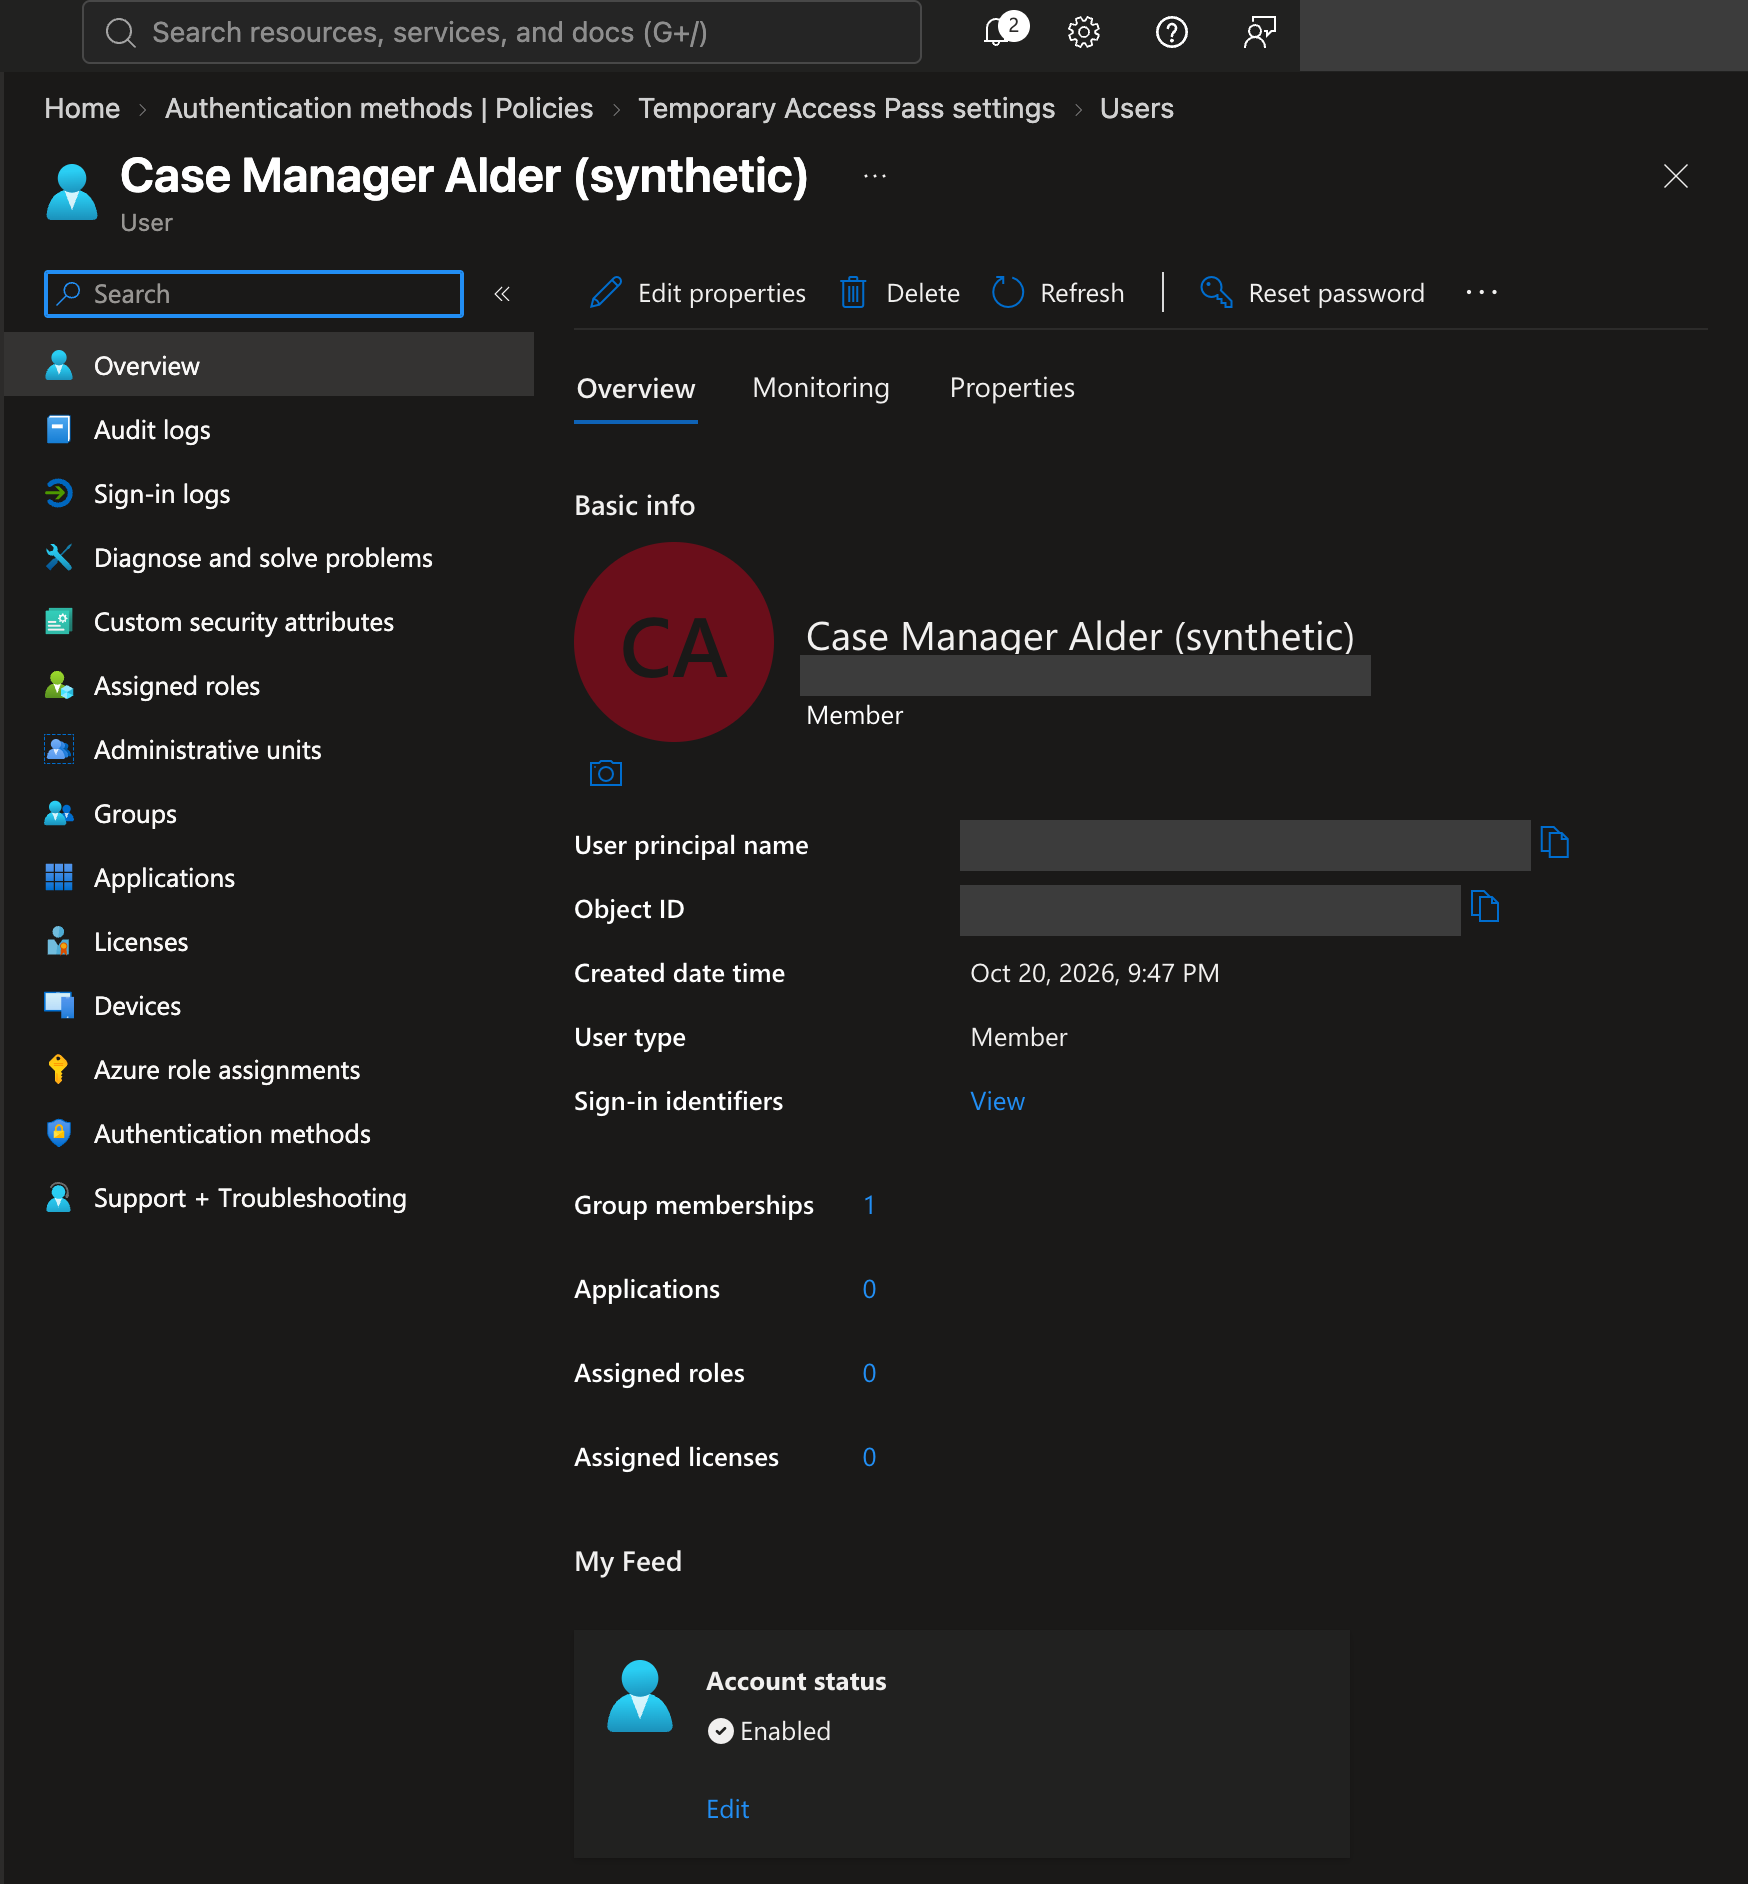 Search resources, services, and docs (G+/)
2
Home > Authentication methods | Policies > Temporary Access Pass settings > Users
Case Manager Alder (synthetic) ...
User
Search
«
Edit properties
Delete
Refresh
Reset password
...
Overview
Audit logs
Sign-in logs
Diagnose and solve problems
Custom security attributes
Assigned roles
Administrative units
Groups
Applications
Licenses
Devices
Azure role assignments
Authentication methods
Support + Troubleshooting
Overview Monitoring Properties
Basic info
CA
Case Manager Alder (synthetic)
Member
User principal name
Object ID
Created date time Oct 20, 2026, 9:47 PM
User type Member
Sign-in identifiers View
Group memberships 1
Applications 0
Assigned roles 0
Assigned licenses 0
My Feed
Account status
Enabled
Edit